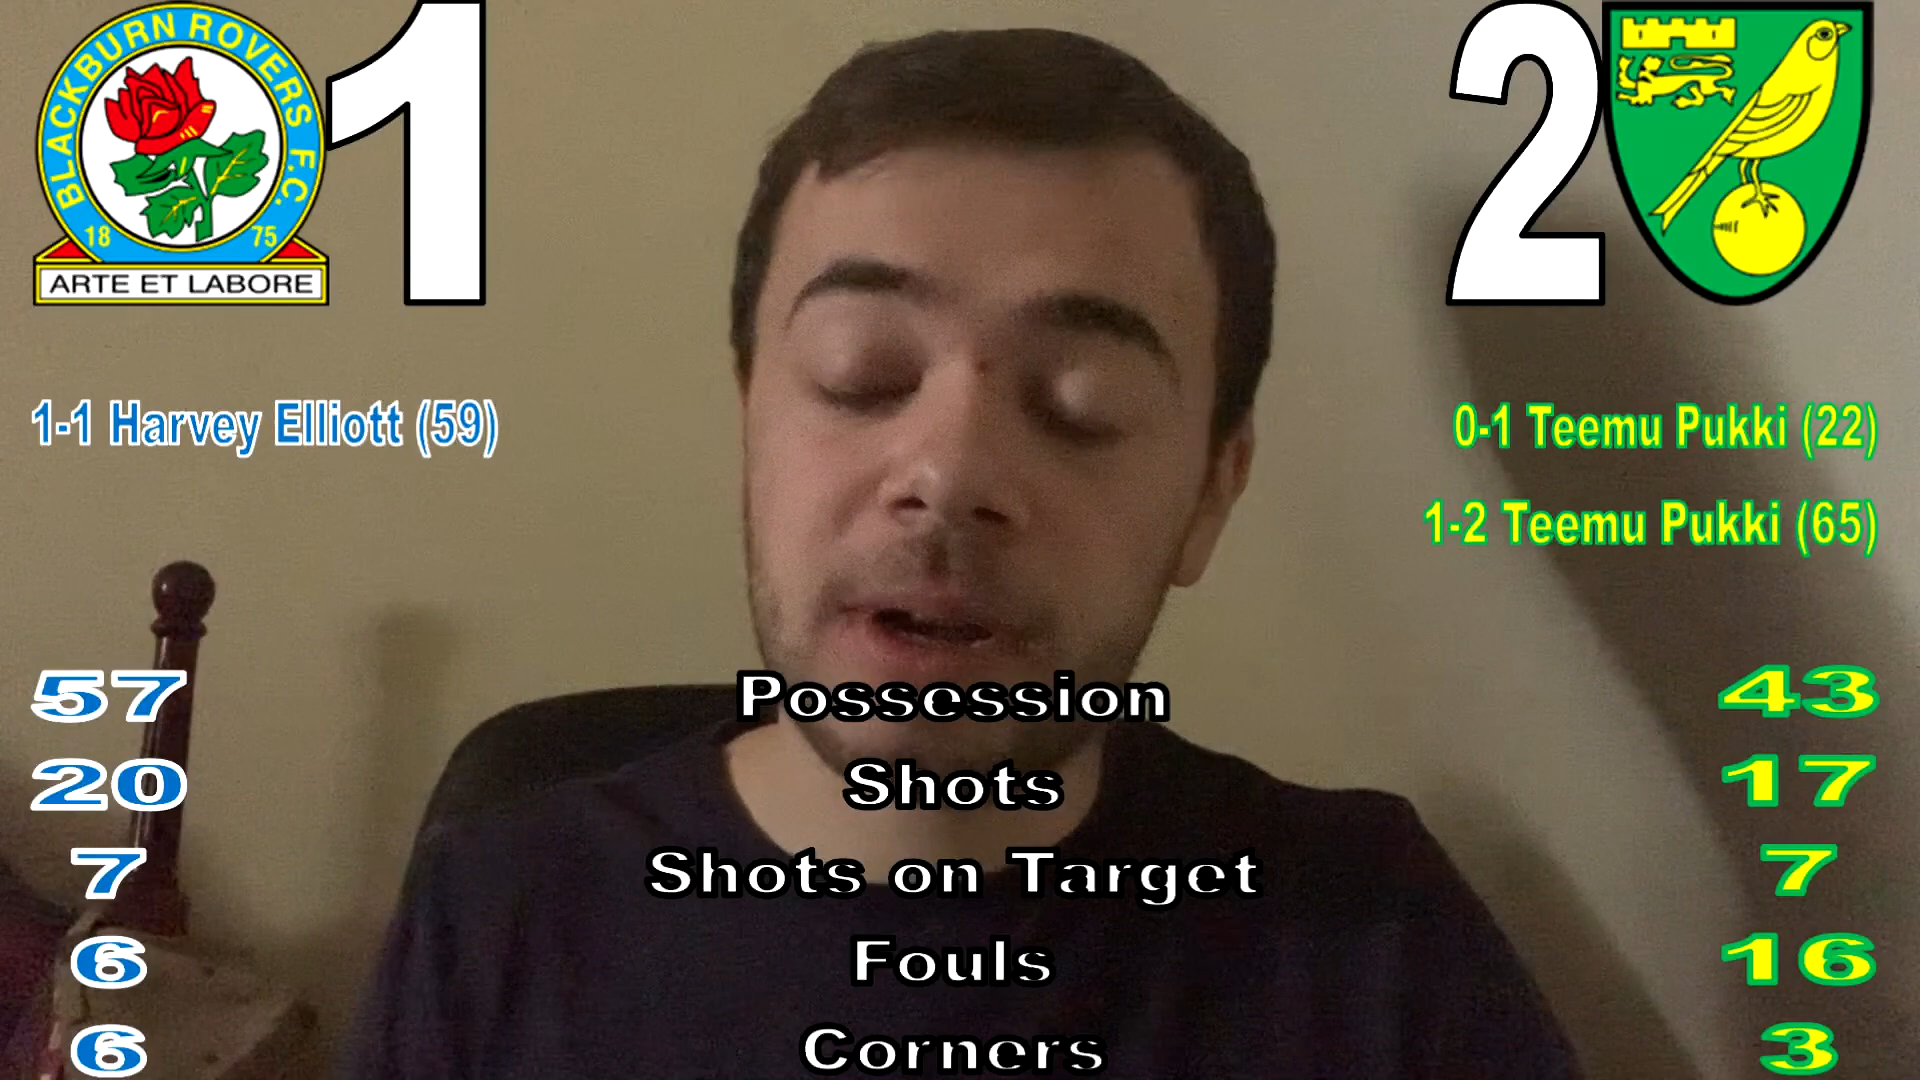 BLACKBURN ROVERS F.C.
18 75
ARTE ET LABORE
1
2
1-1 Harvey Elliott (59)
0-1 Teemu Pukki (22)
1-2 Teemu Pukki (65)
57 Possession 43
20 Shots 17
7 Shots on Target 7
6 Fouls 16
6 Corners 3